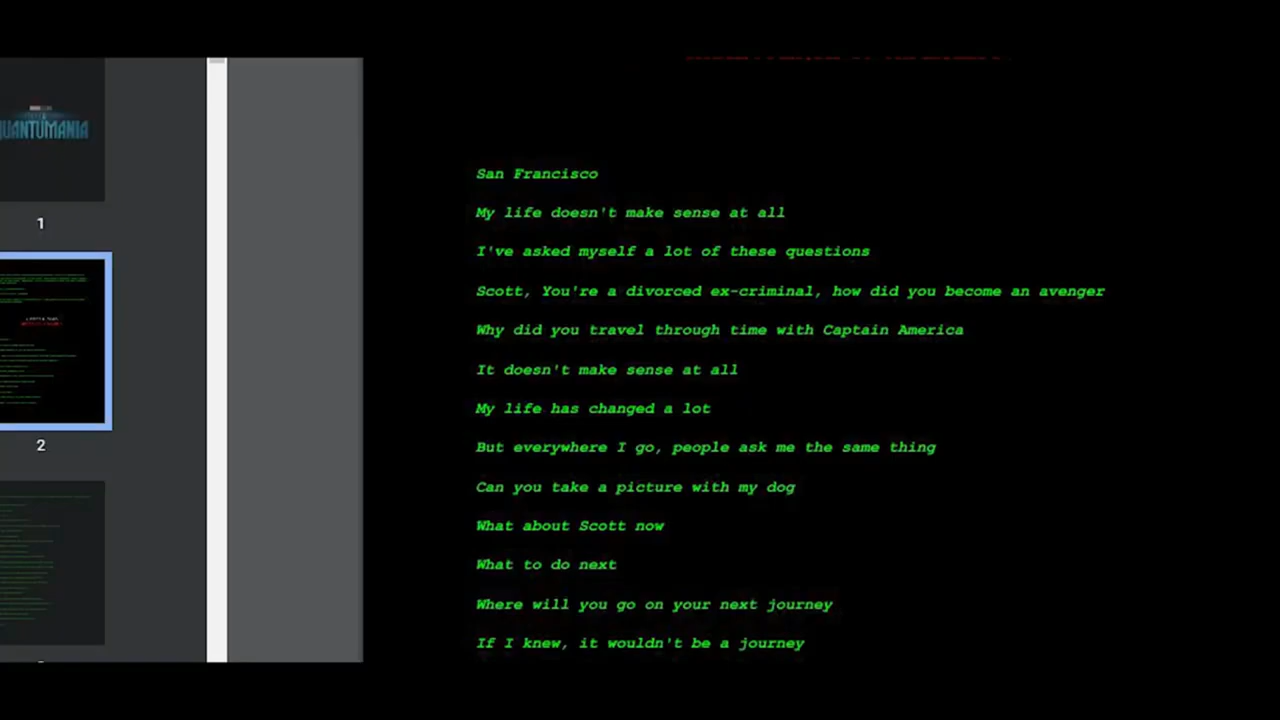 UANTUMANIA
1
2
San Francisco
My life doesn't make sense at all
I've asked myself a lot of these questions
Scott, You're a divorced ex-criminal, how did you become an avenger
Why did you travel through time with Captain America
It doesn't make sense at all
My life has changed a lot
But everywhere I go, people ask me the same thing
Can you take a picture with my dog
What about Scott now
What to do next
Where will you go on your next journey
If I knew, it wouldn't be a journey